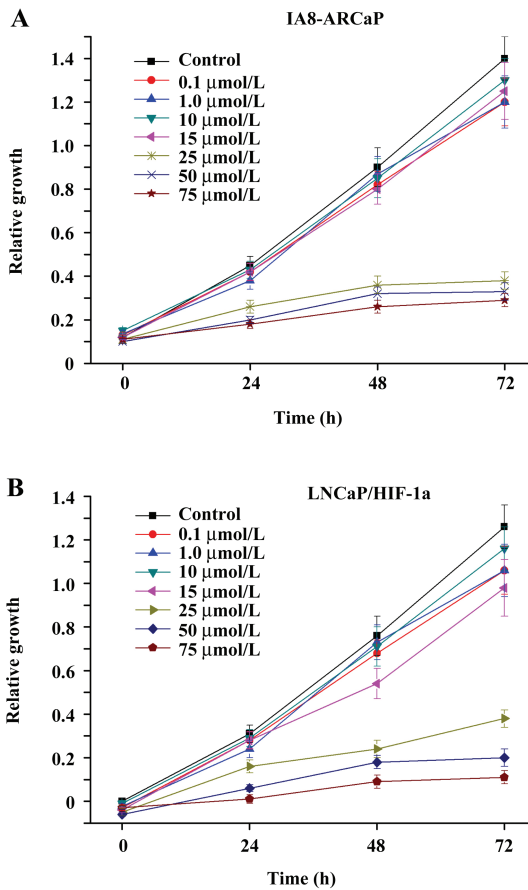 A
IA8-ARCaP
Control
0.1 μmol/L
1.0 μmol/L
10 μmol/L
15 μmol/L
25 μmol/L
50 μmol/L
75 μmol/L
1.4
1.2
1.0
0.8
0.6
0.4
0.2
0
Relative growth
0 24 48 72
Time (h)
B
LNCaP/HIF-1a
Control
0.1 μmol/L
1.0 μmol/L
10 μmol/L
15 μmol/L
25 μmol/L
50 μmol/L
75 μmol/L
1.4
1.2
1.0
0.8
0.6
0.4
0.2
0
Relative growth
0 24 48 72
Time (h)